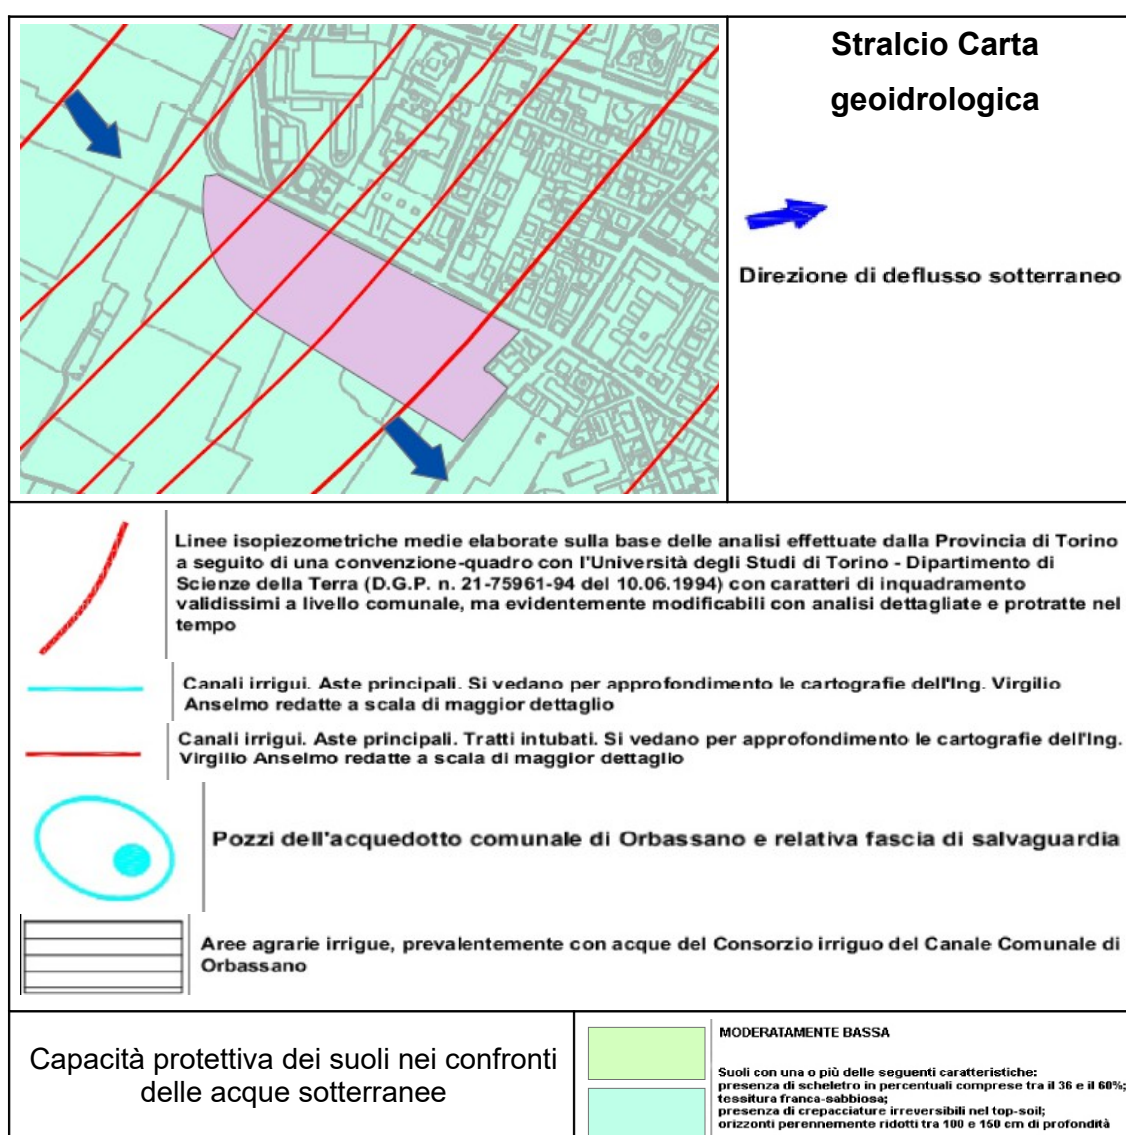 Stralcio Carta
geoidrologica
Direzione di deflusso sotterraneo
Linee isopiezometriche medie elaborate sulla base delle analisi effettuate dalla Provincia di Torino
a seguito di una convenzione-quadro con l'Università degli Studi di Torino - Dipartimento di
Scienze della Terra (D.G.P. n. 21-75961-94 del 10.06.1994) con caratteri di inquadramento
validissimi a livello comunale, ma evidentemente modificabili con analisi dettagliate e protratte nel
tempo
Canali irrigui. Aste principali. Si vedano per approfondimento le cartografie dell'Ing. Virgilio
Anselmo redatte a scala di maggior dettaglio
Canali irrigui. Aste principali. Tratti intubati. Si vedano per approfondimento le cartografie dell'Ing.
Virgilio Anselmo redatte a scala di maggior dettaglio
Pozzi dell'acquedotto comunale di Orbassano e relativa fascia di salvaguardia
Aree agrarie irrigue, prevalentemente con acque del Consorzio irriguo del Canale Comunale di
Orbassano
Capacità protettiva dei suoli nei confronti
delle acque sotterranee
MODERATAMENTE BASSA
Suoli con una o più delle seguenti caratteristiche:
presenza di scheletro in percentuali comprese tra il 36 e il 60%;
tessitura franca-sabbiosa;
presenza di crepacciature irreversibili nel top-soil;
orizzonti perennemente ridotti tra 100 e 150 cm di profondità